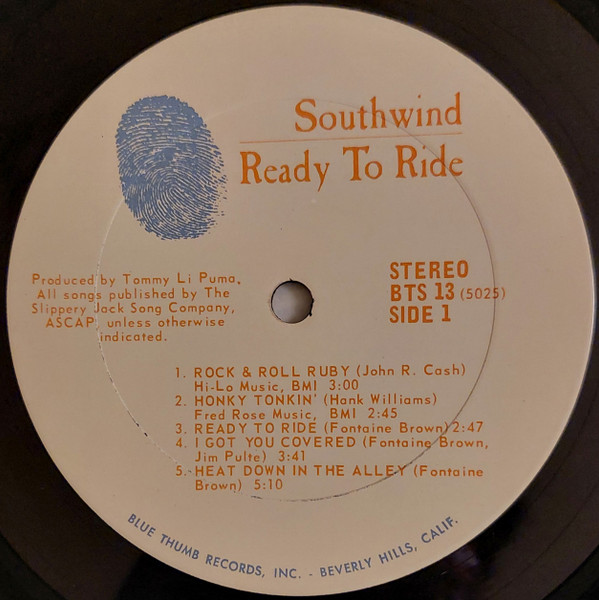 Southwind
Ready To Ride
Produced by Tommy Li Puma.
All songs published by The
Slippery Jack Song Company,
ASCAP, unless otherwise
indicated.
STEREO
BTS 13 (5025)
SIDE 1
1. ROCK & ROLL RUBY (John R. Cash)
Hi-Lo Music, BMI 3:00
2. HONKY TONKIN' (Hank Williams)
Fred Rose Music, BMI 2:45
3. READY TO RIDE (Fontaine Brown) 2:47
4. I GOT YOU COVERED (Fontaine Brown,
Jim Pulte) 3:41
5. HEAT DOWN IN THE ALLEY (Fontaine
Brown) 5:10
BLUE THUMB RECORDS, INC. - BEVERLY HILLS, CALIF.